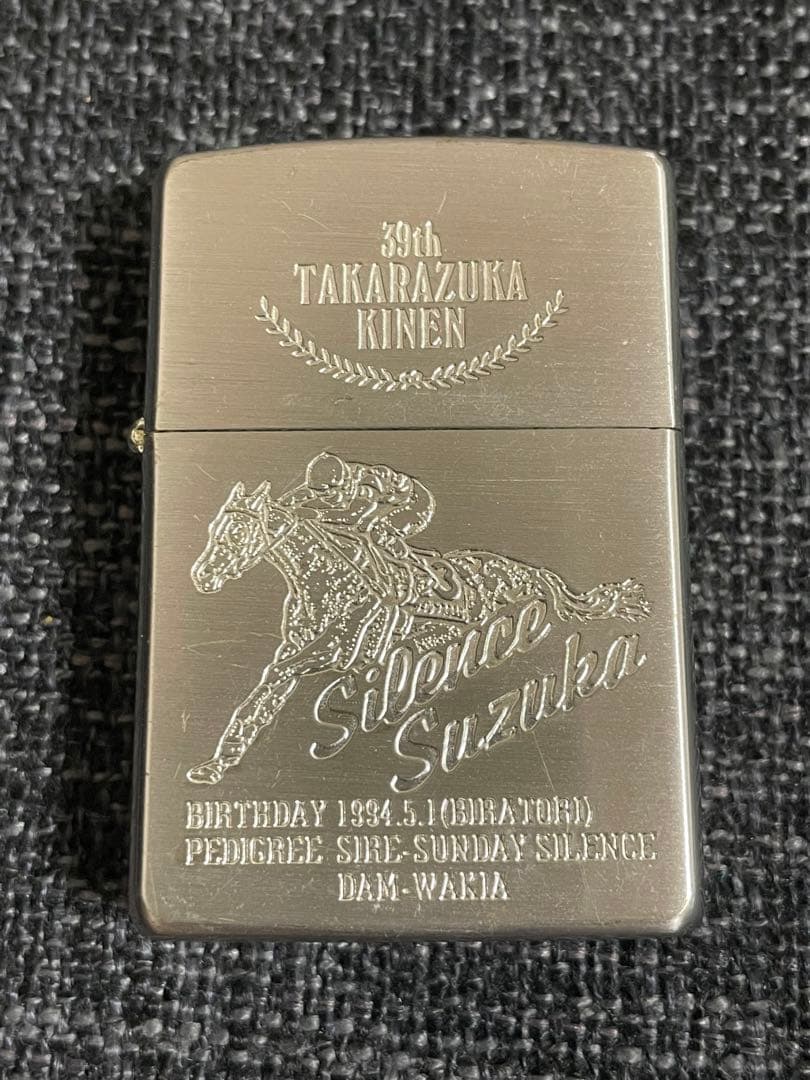 39th
TAKARAZUKA
KINEN
Silence
Suzuka
BIRTHDAY 1994.5.1(BIRATORI)
PEDIGREE SIRE-SUNDAY SILENCE
DAM-WAKIA